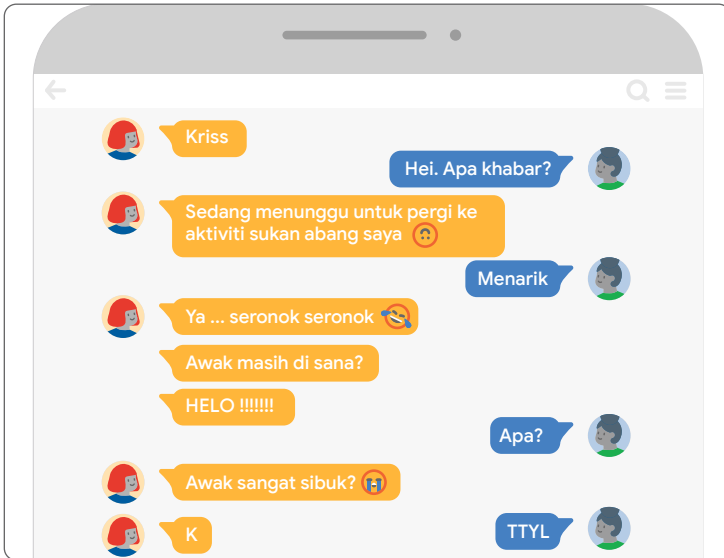 Kriss
Hei. Apa khabar?
Sedang menunggu untuk pergi ke
aktiviti sukan abang saya 🙃
Menarik
Ya ... seronok seronok 🤣
Awak masih di sana?
HELO !!!!!!!
Apa?
Awak sangat sibuk? 😭
TTYL
K